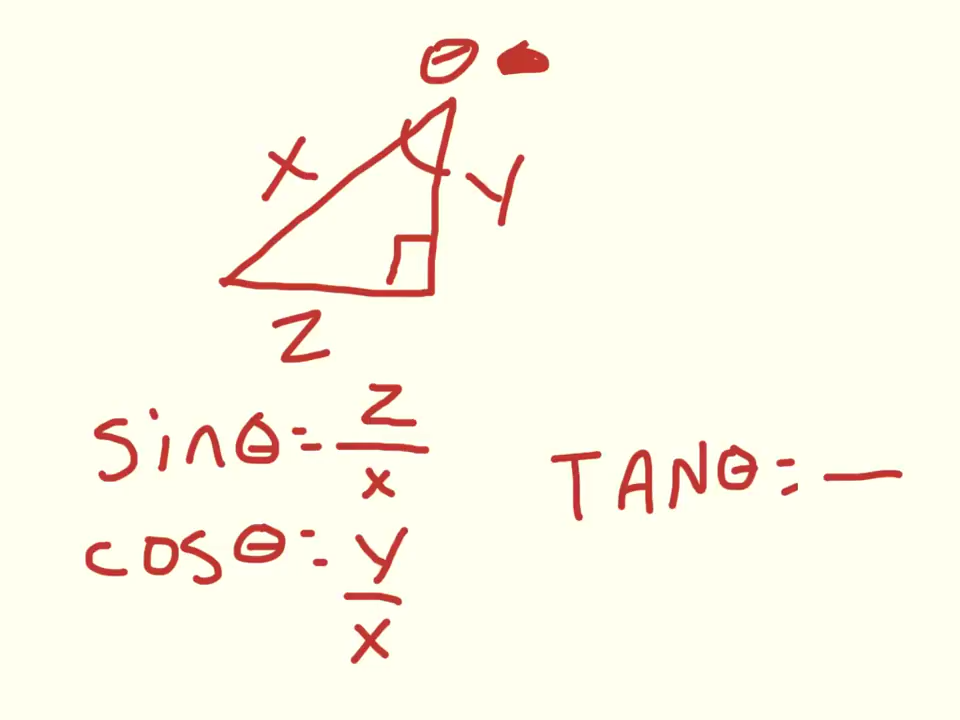 θ
X
Y
Z
sinθ = Z/X
TANθ = —
cosθ = Y/X